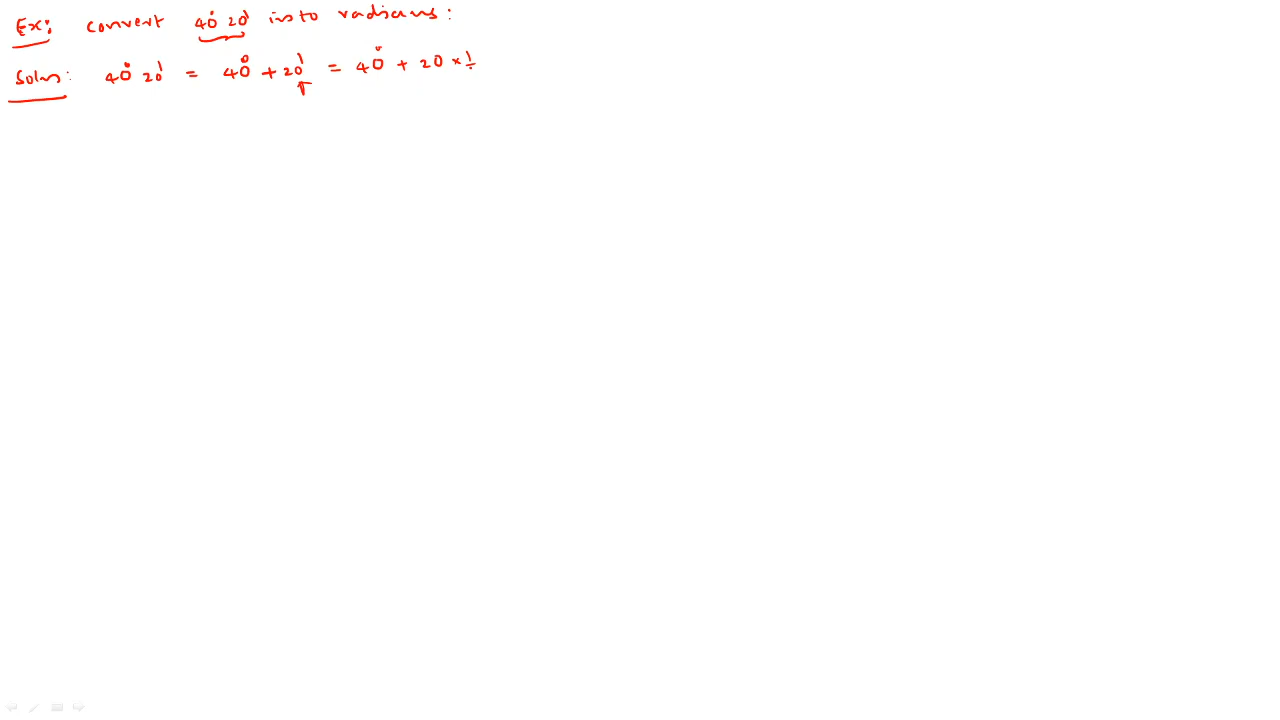 Ex: convert 40° 20' into radians:
Soln: 40° 20' = 40° + 20' = 40° + 20 × 1/